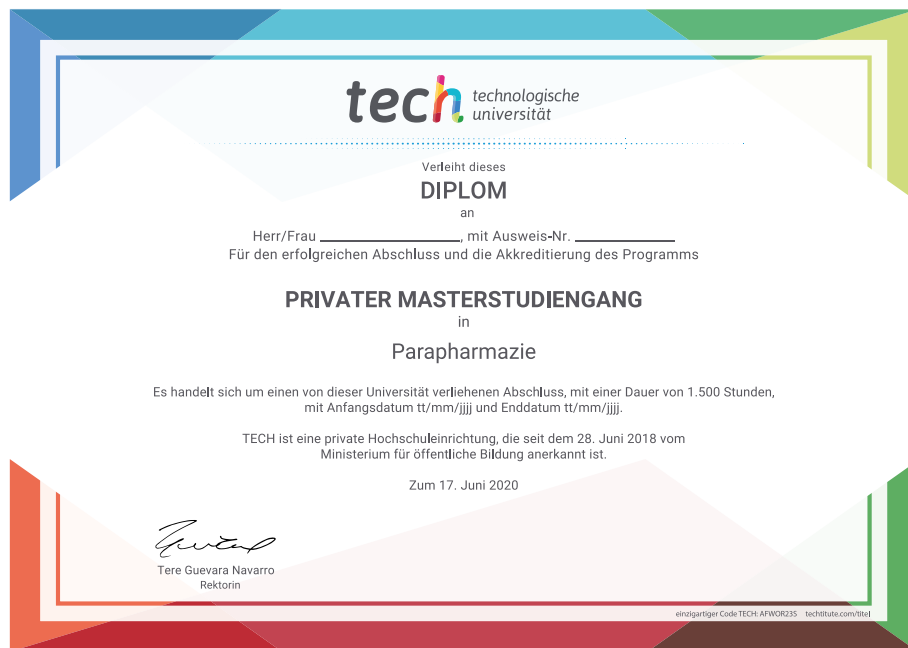 tech technologische
universität
Verleiht dieses
DIPLOM
an
Herr/Frau ____________________, mit Ausweis-Nr. ______________
Für den erfolgreichen Abschluss und die Akkreditierung des Programms
PRIVATER MASTERSTUDIENGANG
in
Parapharmazie
Es handelt sich um einen von dieser Universität verliehenen Abschluss, mit einer Dauer von 1.500 Stunden,
mit Anfangsdatum tt/mm/jjjj und Enddatum tt/mm/jjjj.
TECH ist eine private Hochschuleinrichtung, die seit dem 28. Juni 2018 vom
Ministerium für öffentliche Bildung anerkannt ist.
Zum 17. Juni 2020
Tere Guevara Navarro
Rektorin
einzigartiger Code TECH: AFWOR23S techtitute.com/titel